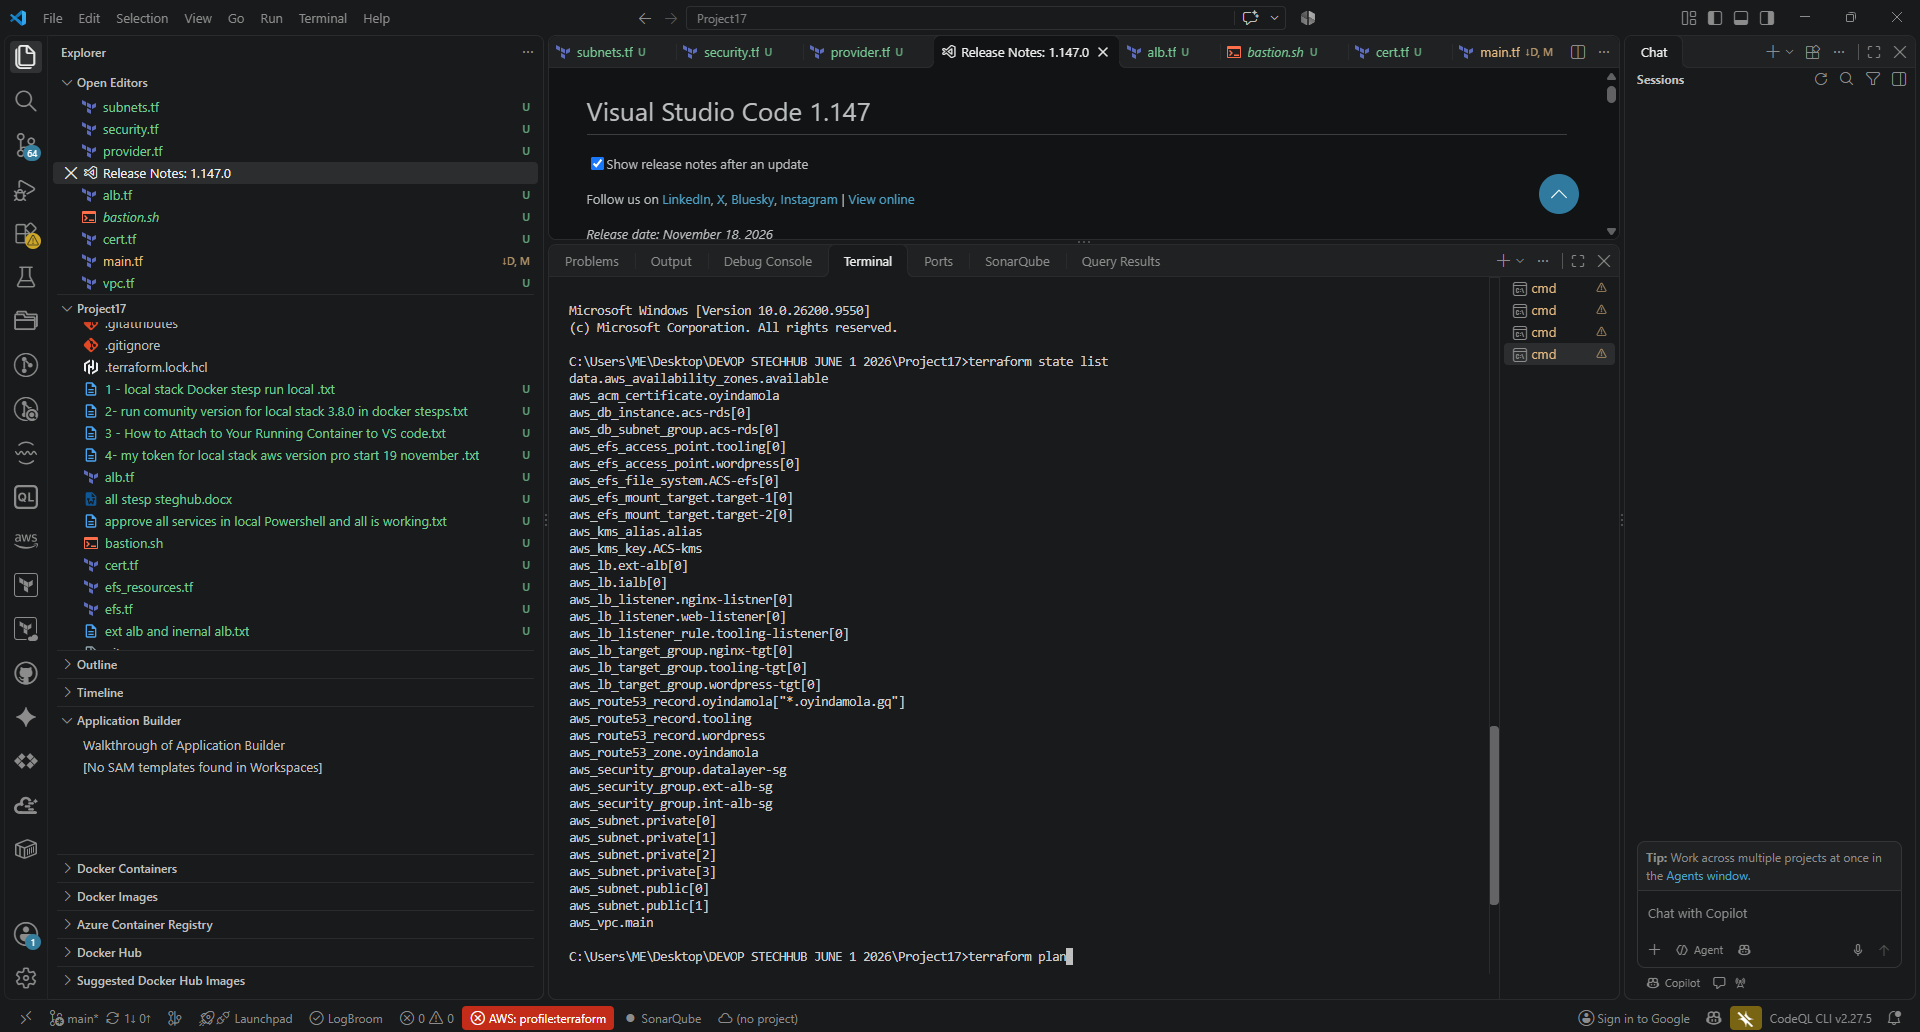 File Edit Selection View Go Run Terminal Help
Project17
Explorer
Open Editors
subnets.tf U
security.tf U
provider.tf U
Release Notes: 1.147.0
alb.tf U
bastion.sh U
cert.tf U
main.tf ↓D, M
vpc.tf U
Project17
.gitattributes
.gitignore
.terraform.lock.hcl
1 - local stack Docker stesp run local .txt U
2- run comunity version for local stack 3.8.0 in docker stesps.txt U
3 - How to Attach to Your Running Container to VS code.txt U
4- my token for local stack aws version pro start 19 november .txt U
alb.tf U
all stesp steghub.docx U
approve all services in local Powershell and all is working.txt U
bastion.sh U
cert.tf U
efs_resources.tf U
efs.tf U
ext alb and inernal alb.txt U
Outline
Timeline
Application Builder
Walkthrough of Application Builder
[No SAM templates found in Workspaces]
Docker Containers
Docker Images
Azure Container Registry
Docker Hub
Suggested Docker Hub Images
64
QL
aws
1
subnets.tf U security.tf U provider.tf U Release Notes: 1.147.0 alb.tf U bastion.sh U cert.tf U main.tf ↓D, M
Visual Studio Code 1.147
Show release notes after an update
Follow us on LinkedIn, X, Bluesky, Instagram | View online
Release date: November 18, 2026
Problems Output Debug Console Terminal Ports SonarQube Query Results
cmd
cmd
cmd
cmd
Microsoft Windows [Version 10.0.26200.9550]
(c) Microsoft Corporation. All rights reserved.
C:\Users\ME\Desktop\DEVOP STECHHUB JUNE 1 2026\Project17>terraform state list
data.aws_availability_zones.available
aws_acm_certificate.oyindamola
aws_db_instance.acs-rds[0]
aws_db_subnet_group.acs-rds[0]
aws_efs_access_point.tooling[0]
aws_efs_access_point.wordpress[0]
aws_efs_file_system.ACS-efs[0]
aws_efs_mount_target.target-1[0]
aws_efs_mount_target.target-2[0]
aws_kms_alias.alias
aws_kms_key.ACS-kms
aws_lb.ext-alb[0]
aws_lb.ialb[0]
aws_lb_listener.nginx-listner[0]
aws_lb_listener.web-listener[0]
aws_lb_listener_rule.tooling-listener[0]
aws_lb_target_group.nginx-tgt[0]
aws_lb_target_group.tooling-tgt[0]
aws_lb_target_group.wordpress-tgt[0]
aws_route53_record.oyindamola["*.oyindamola.gq"]
aws_route53_record.tooling
aws_route53_record.wordpress
aws_route53_zone.oyindamola
aws_security_group.datalayer-sg
aws_security_group.ext-alb-sg
aws_security_group.int-alb-sg
aws_subnet.private[0]
aws_subnet.private[1]
aws_subnet.private[2]
aws_subnet.private[3]
aws_subnet.public[0]
aws_subnet.public[1]
aws_vpc.main
C:\Users\ME\Desktop\DEVOP STECHHUB JUNE 1 2026\Project17>terraform plan
Chat
Sessions
Tip: Work across multiple projects at once in
the Agents window.
Chat with Copilot
Agent
Copilot
main* 1↓ 0↑ Launchpad LogBroom 0 0 AWS: profile:terraform SonarQube (no project) Sign in to Google CodeQL CLI v2.27.5